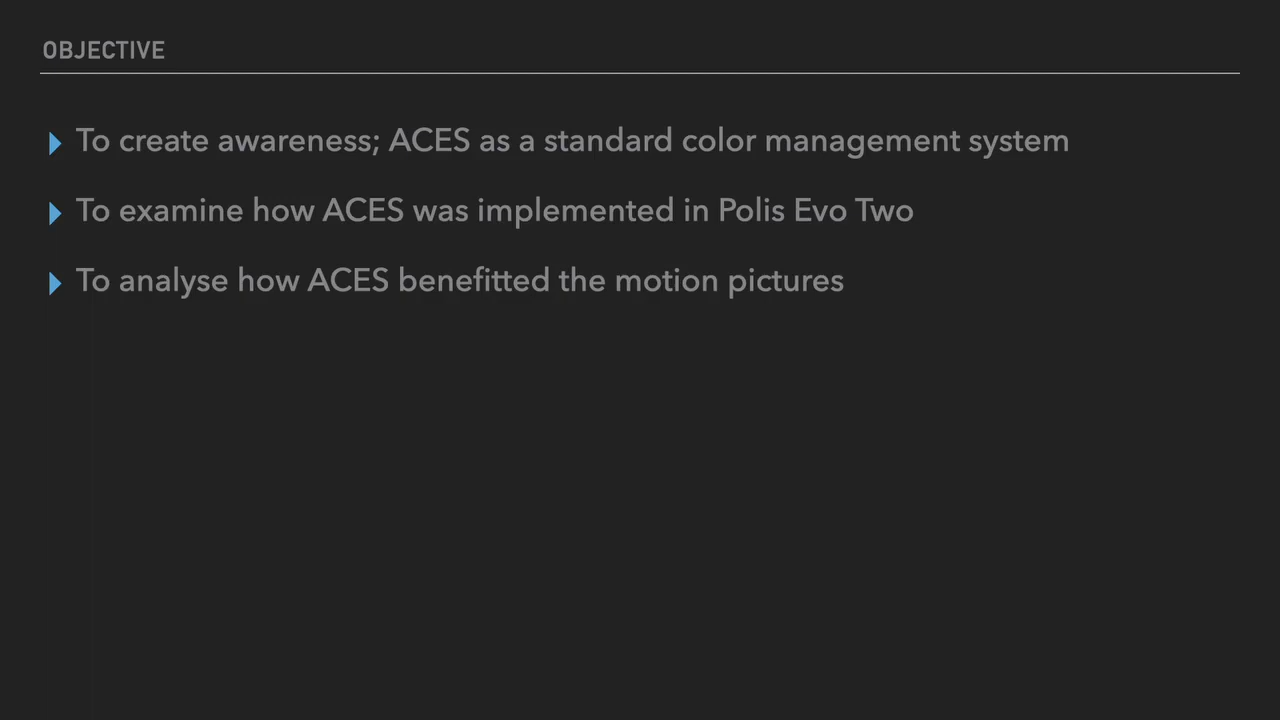 OBJECTIVE
To create awareness; ACES as a standard color management system
To examine how ACES was implemented in Polis Evo Two
To analyse how ACES benefitted the motion pictures